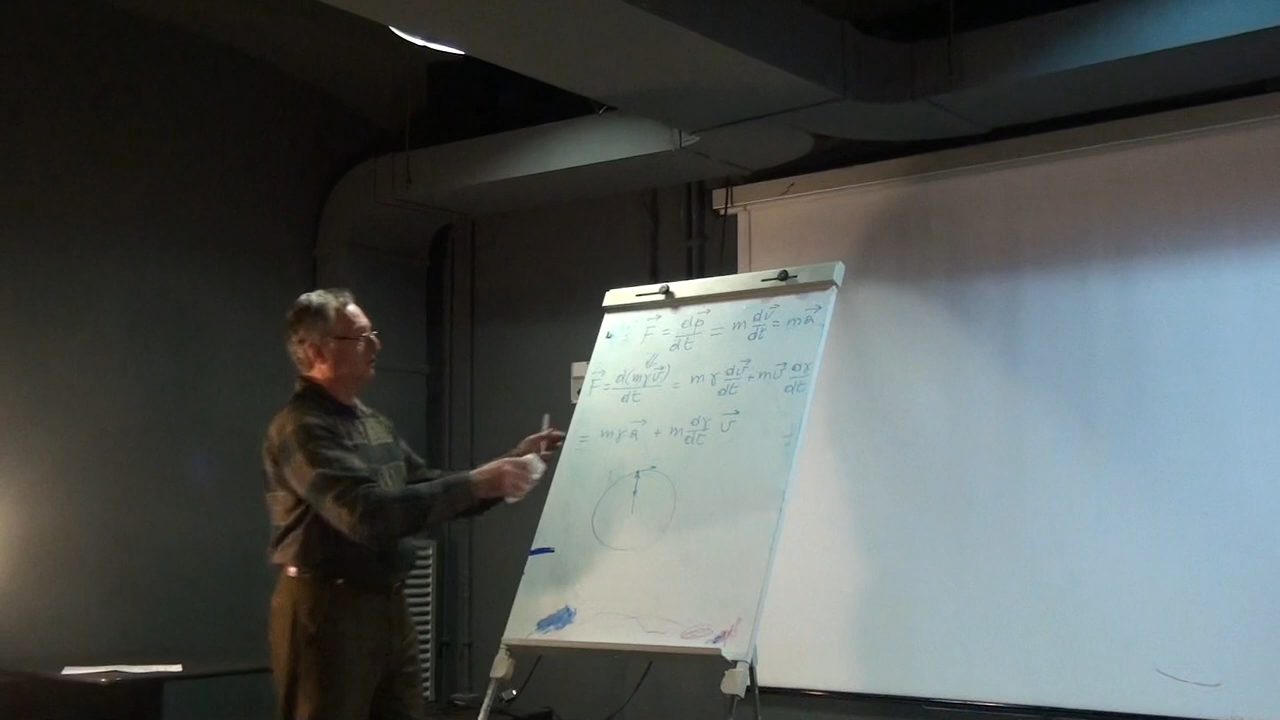 F⃗ = dp⃗/dt = m dv⃗/dt = ma⃗
F⃗ = d(mγv⃗)/dt = mγ dv⃗/dt + mv⃗ dγ/dt
= mγa⃗ + m dγ/dt v⃗